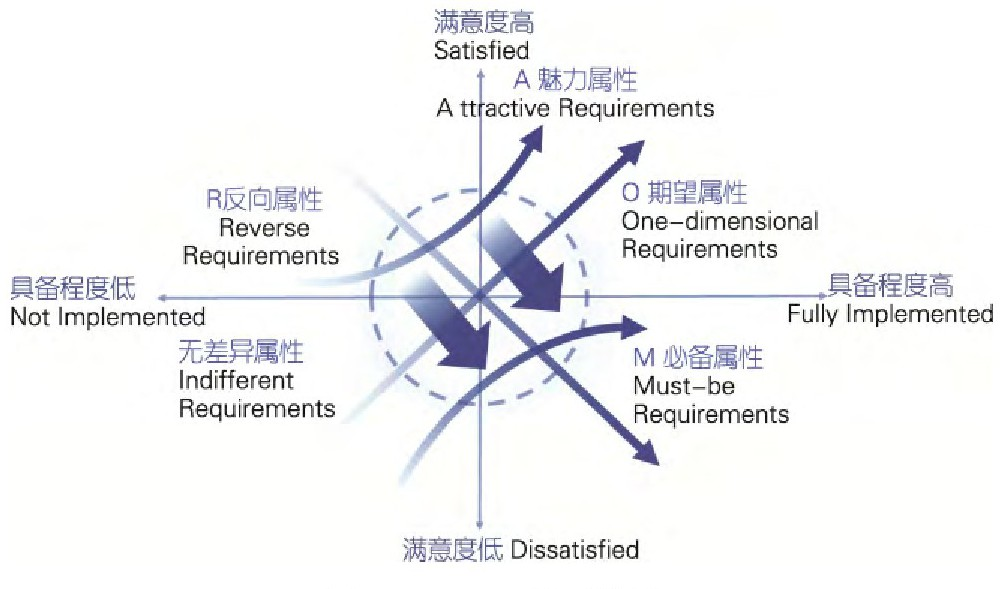 满意度高
Satisfied
A 魅力属性
A ttractive Requirements
R反向属性
Reverse
Requirements
O 期望属性
One-dimensional
Requirements
具备程度低
Not Implemented
具备程度高
Fully Implemented
无差异属性
Indifferent
Requirements
M 必备属性
Must-be
Requirements
满意度低 Dissatisfied